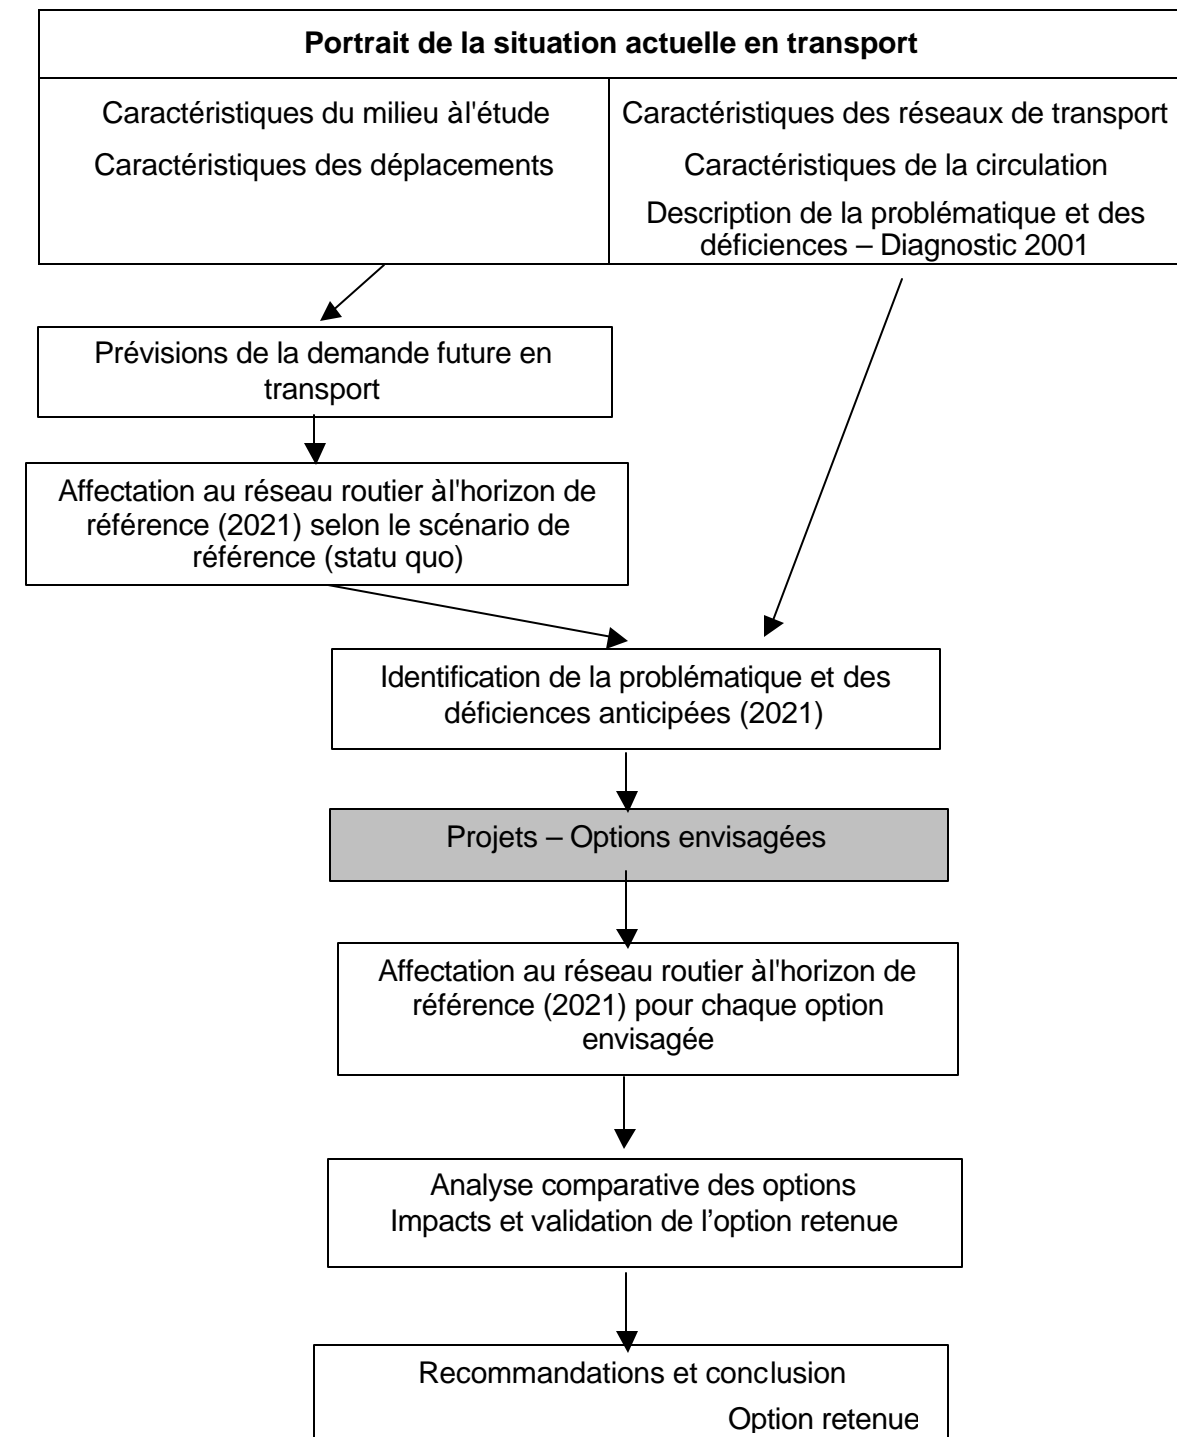 Portrait de la situation actuelle en transport
Caractéristiques du milieu àl'étude
Caractéristiques des déplacements
Caractéristiques des réseaux de transport
Caractéristiques de la circulation
Description de la problématique et des
déficiences – Diagnostic 2001
Prévisions de la demande future en
transport
Affectation au réseau routier àl'horizon de
référence (2021) selon le scénario de
référence (statu quo)
Identification de la problématique et des
déficiences anticipées (2021)
Projets – Options envisagées
Affectation au réseau routier àl'horizon de
référence (2021) pour chaque option
envisagée
Analyse comparative des options
Impacts et validation de l’option retenue
Recommandations et conclusion
Option retenue